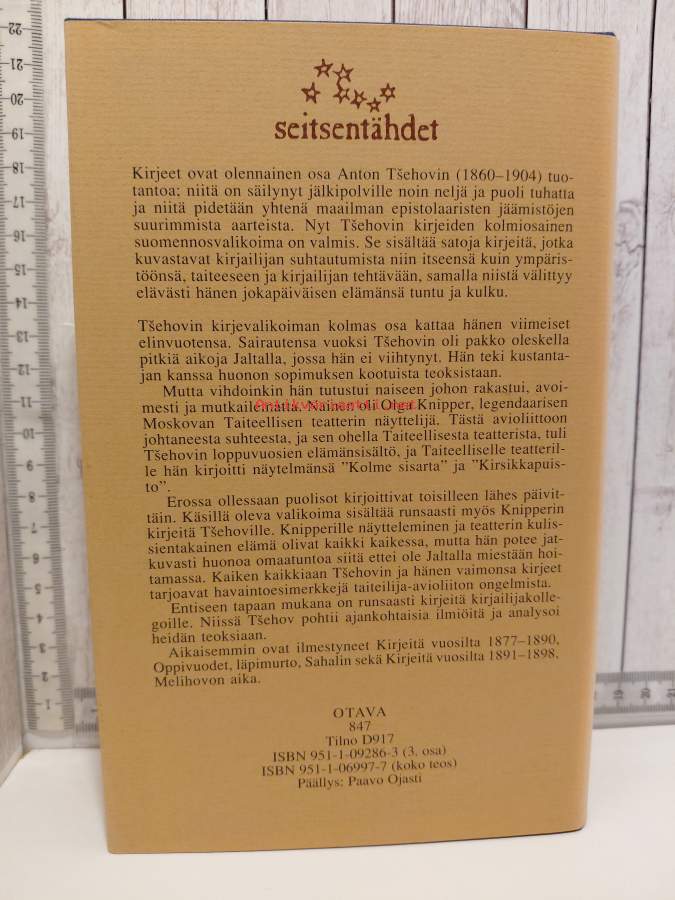 seitsentähdet
Kirjeet ovat olennainen osa Anton Tšehovin (1860–1904) tuo-
tantoa; niitä on säilynyt jälkipolville noin neljä ja puoli tuhatta
ja niitä pidetään yhtenä maailman epistolaaristen jäämistöjen
suurimmista aarteista. Nyt Tšehovin kirjeiden kolmiosainen
suomennosvalikoima on valmis. Se sisältää satoja kirjeitä, jotka
kuvastavat kirjailijan suhtautumista niin itseensä kuin ympäris-
töönsä, taiteeseen ja kirjailijan tehtävään, samalla niistä välittyy
elävästi hänen jokapäiväisen elämänsä tuntu ja kulku.
Tšehovin kirjevalikoiman kolmas osa kattaa hänen viimeiset
elinvuotensa. Sairautensa vuoksi Tšehovin oli pakko oleskella
pitkiä aikoja Jaltalla, jossa hän ei viihtynyt. Hän teki kustanta-
jan kanssa huonon sopimuksen kootuista teoksistaan.
Mutta vihdoinkin hän tutustui naiseen johon rakastui, avoi-
mesti ja mutkailematta. Nainen oli Olga Knipper, legendaarisen
Moskovan Taiteellisen teatterin näyttelijä. Tästä avioliittoon
johtaneesta suhteesta, ja sen ohella Taiteellisesta teatterista, tuli
Tšehovin loppuvuosien elämänsisältö, ja Taiteelliselle teatteril-
le hän kirjoitti näytelmänsä ”Kolme sisarta” ja ”Kirsikkapuis-
to”.
Erossa ollessaan puolisot kirjoittivat toisilleen lähes päivit-
täin. Käsillä oleva valikoima sisältää runsaasti myös Knipperin
kirjeitä Tšehoville. Knipperille näytteleminen ja teatterin kulis-
sientakainen elämä olivat kaikki kaikessa, mutta hän potee jat-
kuvasti huonoa omaatuntoa siitä ettei ole Jaltalla miestään hoi-
tamassa. Kaiken kaikkiaan Tšehovin ja hänen vaimonsa kirjeet
tarjoavat havaintoesimerkkejä taiteilija-avioliiton ongelmista.
Entiseen tapaan mukana on runsaasti kirjeitä kirjailijakolle-
goille. Niissä Tšehov pohtii ajankohtaisia ilmiöitä ja analysoi
heidän teoksiaan.
Aikaisemmin ovat ilmestyneet Kirjeitä vuosilta 1877–1890,
Oppivuodet, läpimurto, Sahalin sekä Kirjeitä vuosilta 1891–1898,
Melihovon aika.
OTAVA
847
Tilno D917
ISBN 951-1-09286-3 (3. osa)
ISBN 951-1-06997-7 (koko teos)
Päällys: Paavo Ojasti